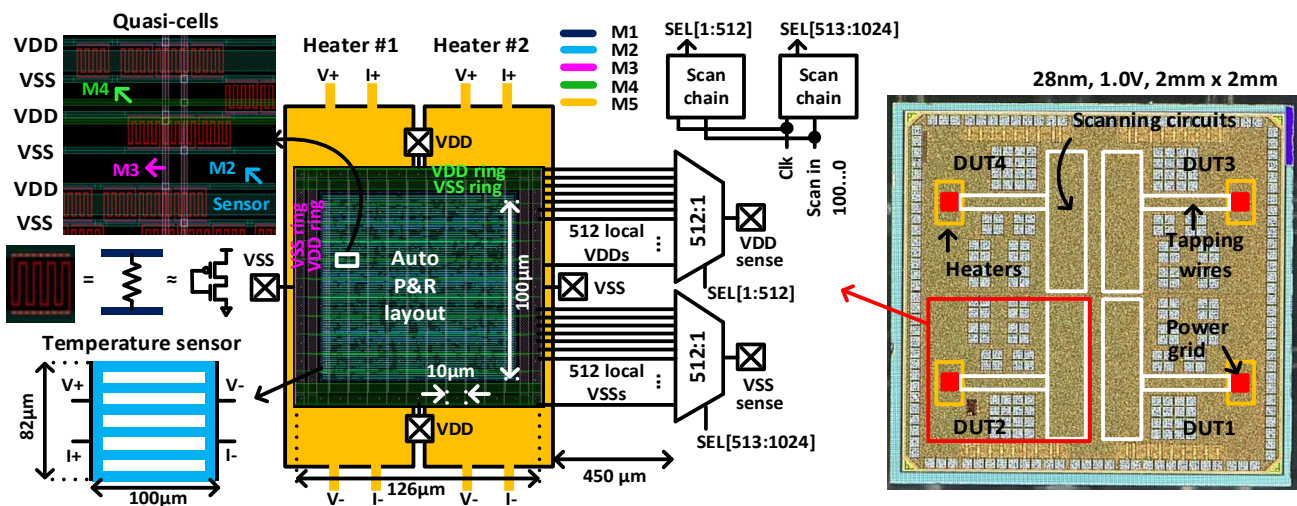 Quasi-cells
VDD
VSS
VDD
VSS
VDD
VSS
M4
M3
M2
Sensor
=
≈
VSS
Temperature sensor
82µm
V+
I+
V-
I-
100µm
Heater #1
Heater #2
V+
I+
V+
I+
M1
M2
M3
M4
M5
VDD
VDD ring
VSS ring
VSS ring
VDD ring
Auto
P&R
layout
100µm
10µm
VSS
VDD
126µm
V-
I-
V-
I-
450 µm
512 local
VDDs
512 local
VSSs
SEL[1:512]
SEL[513:1024]
Scan
chain
Scan
chain
Clk
Scan in
100...0
512:1
VDD
sense
SEL[1:512]
512:1
VSS
sense
SEL[513:1024]
28nm, 1.0V, 2mm x 2mm
Scanning circuits
DUT4
DUT3
Heaters
Tapping
wires
Power
grid
DUT2
DUT1